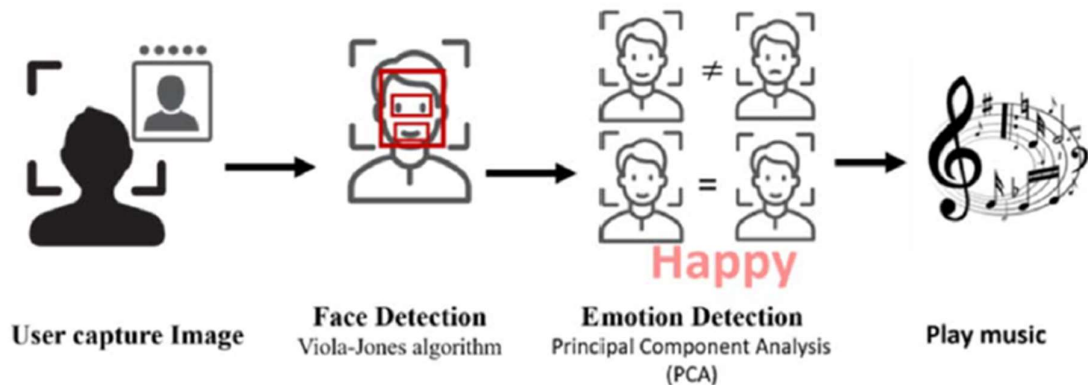 ≠
=
Happy
User capture Image
Face Detection
Viola-Jones algorithm
Emotion Detection
Principal Component Analysis
(PCA)
Play music